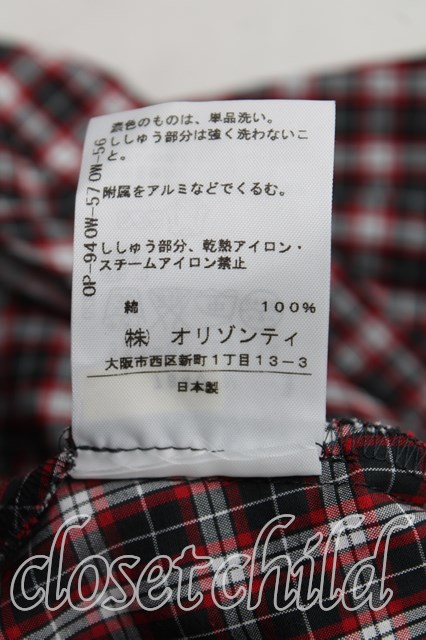 濃色のものは、単品洗い。
ししゅう部分は強く洗わないこ
と。
附属をアルミなどでくるむ。
ししゅう部分、乾熱アイロン・
スチームアイロン禁止
綿 100%
㈱ オリゾンティ
大阪市西区新町1丁目13-3
日本製
OP-940W-570W-56
closetchild